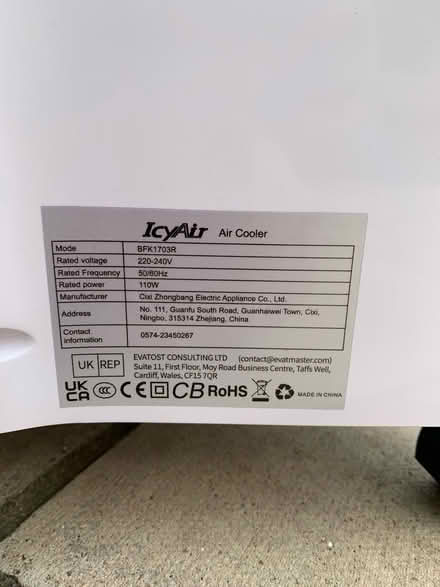 IcyAir Air Cooler
Mode BFK1703R
Rated voltage 220-240V
Rated Frequency 50/60Hz
Rated power 110W
Manufacturer Cixi Zhongbang Electric Appliance Co., Ltd.
Address No. 111, Guanfu South Road, Guanhaiwei Town, Cixi,
Ningbo, 315314 Zhejiang, China
Contact
information 0574-23450267
UK REP
EVATOST CONSULTING LTD (contact@evatmaster.com)
Suite 11, First Floor, Moy Road Business Centre, Taffs Well,
Cardiff, Wales, CF15 7QR
UK CA CCC CE CB RoHS MADE IN CHINA